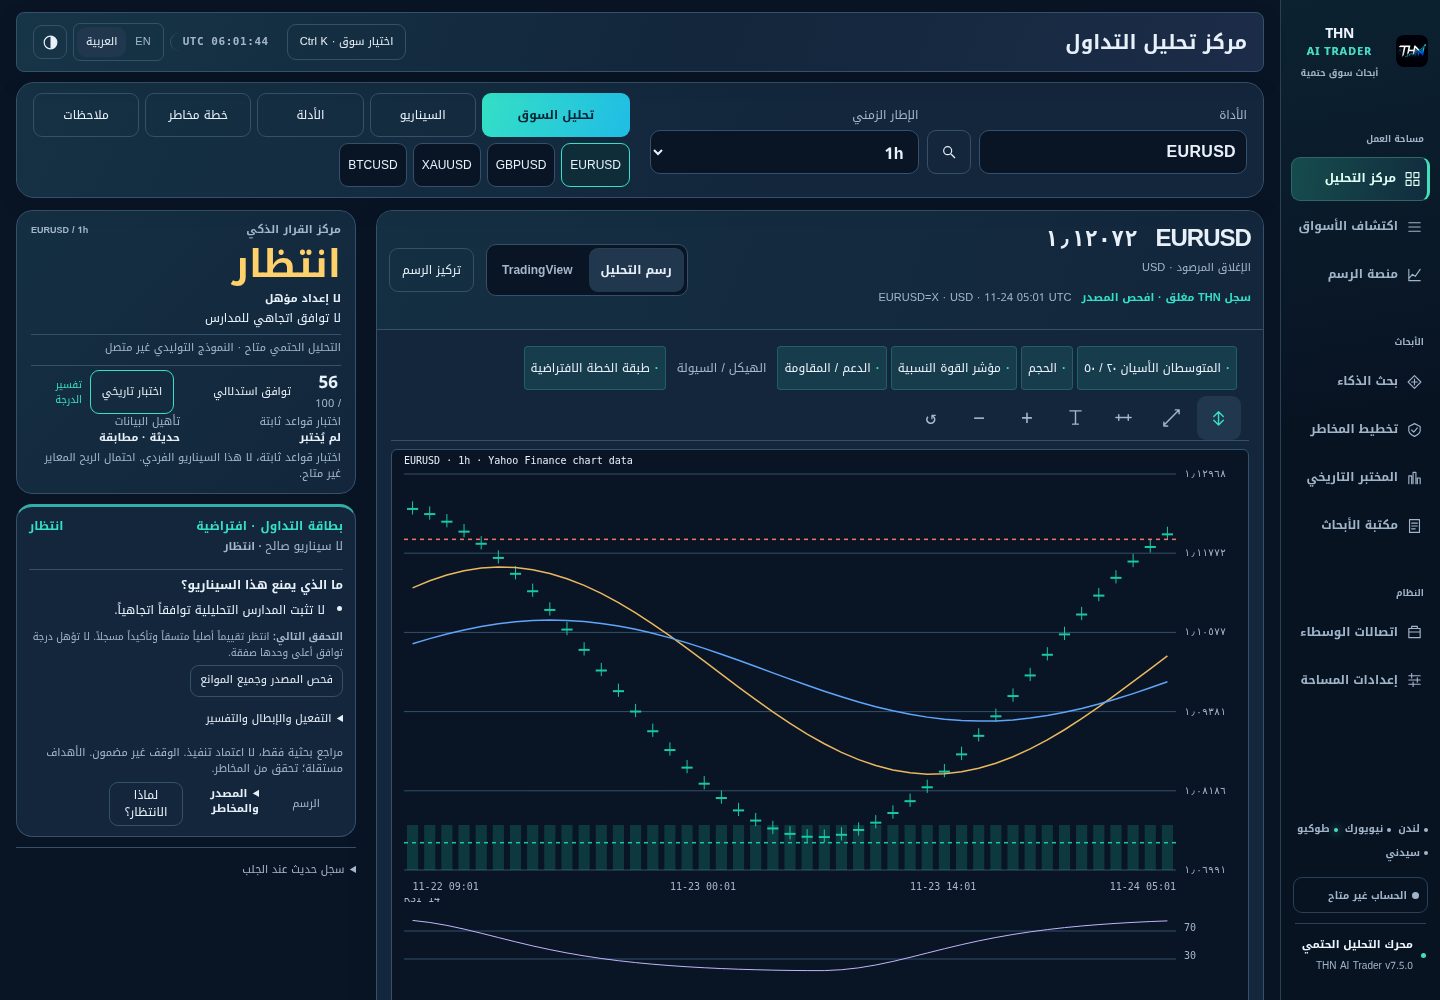 THN
AI TRADER
أبحاث سوق حتمية
مساحة العمل
مركز التحليل
اكتشاف الأسواق
منصة الرسم
الأبحاث
بحث الذكاء
تخطيط المخاطر
المختبر التاريخي
مكتبة الأبحاث
النظام
اتصالات الوسطاء
إعدادات المساحة
لندن
نيويورك
طوكيو
سيدني
الحساب غير متاح
محرك التحليل الحتمي
THN AI Trader v7.5.0
مركز تحليل التداول
اختيار سوق · Ctrl K
UTC 06:01:44
EN
العربية
الأداة
EURUSD
الإطار الزمني
1h
تحليل السوق
السيناريو
الأدلة
خطة مخاطر
ملاحظات
EURUSD
GBPUSD
XAUUSD
BTCUSD
EURUSD ١٫١٢٠٧٢
الإغلاق المرصود · USD
سجل THN مغلق · افحص المصدر EURUSD=X · USD · 11-24 05:01 UTC
رسم التحليل
TradingView
تركيز الرسم
· المتوسطان الأسيان ٢٠ / ٥٠
· الحجم
· مؤشر القوة النسبية
· الدعم / المقاومة
الهيكل / السيولة
· طبقة الخطة الافتراضية
EURUSD · 1h · Yahoo Finance chart data
١٫١٢٩٦٨
١٫١١٧٧٢
١٫١٠٥٧٧
١٫٠٩٣٨١
١٫٠٨١٨٦
١٫٠٦٩٩١
11-22 09:01
11-23 00:01
11-23 14:01
11-24 05:01
RSI 14
70
30
مركز القرار الذكي
EURUSD / 1h
انتظار
لا إعداد مؤهل
لا توافق اتجاهي للمدارس
التحليل الحتمي متاح · النموذج التوليدي غير متصل
56
/ 100
توافق استدلالي
اختبار تاريخي
تفسير الدرجة
اختبار قواعد ثابتة
لم يُختبر
تأهيل البيانات
حديثة · مطابقة
اختبار قواعد ثابتة، لا هذا السيناريو الفردي. احتمال الربح المعاير
غير متاح.
بطاقة التداول · افتراضية
انتظار
لا سيناريو صالح · انتظار
ما الذي يمنع هذا السيناريو؟
لا تثبت المدارس التحليلية توافقاً اتجاهياً.
التحقق التالي: انتظر تقييماً أصلياً متسقاً وتأكيداً مسجلاً. لا تؤهل درجة
توافق أعلى وحدها صفقة.
فحص المصدر وجميع الموانع
التفعيل والإبطال والتفسير
مراجع بحثية فقط، لا اعتماد تنفيذ. الوقف غير مضمون. الأهداف
مستقلة؛ تحقق من المخاطر.
الرسم
المصدر والمخاطر
لماذا الانتظار؟
سجل حديث عند الجلب